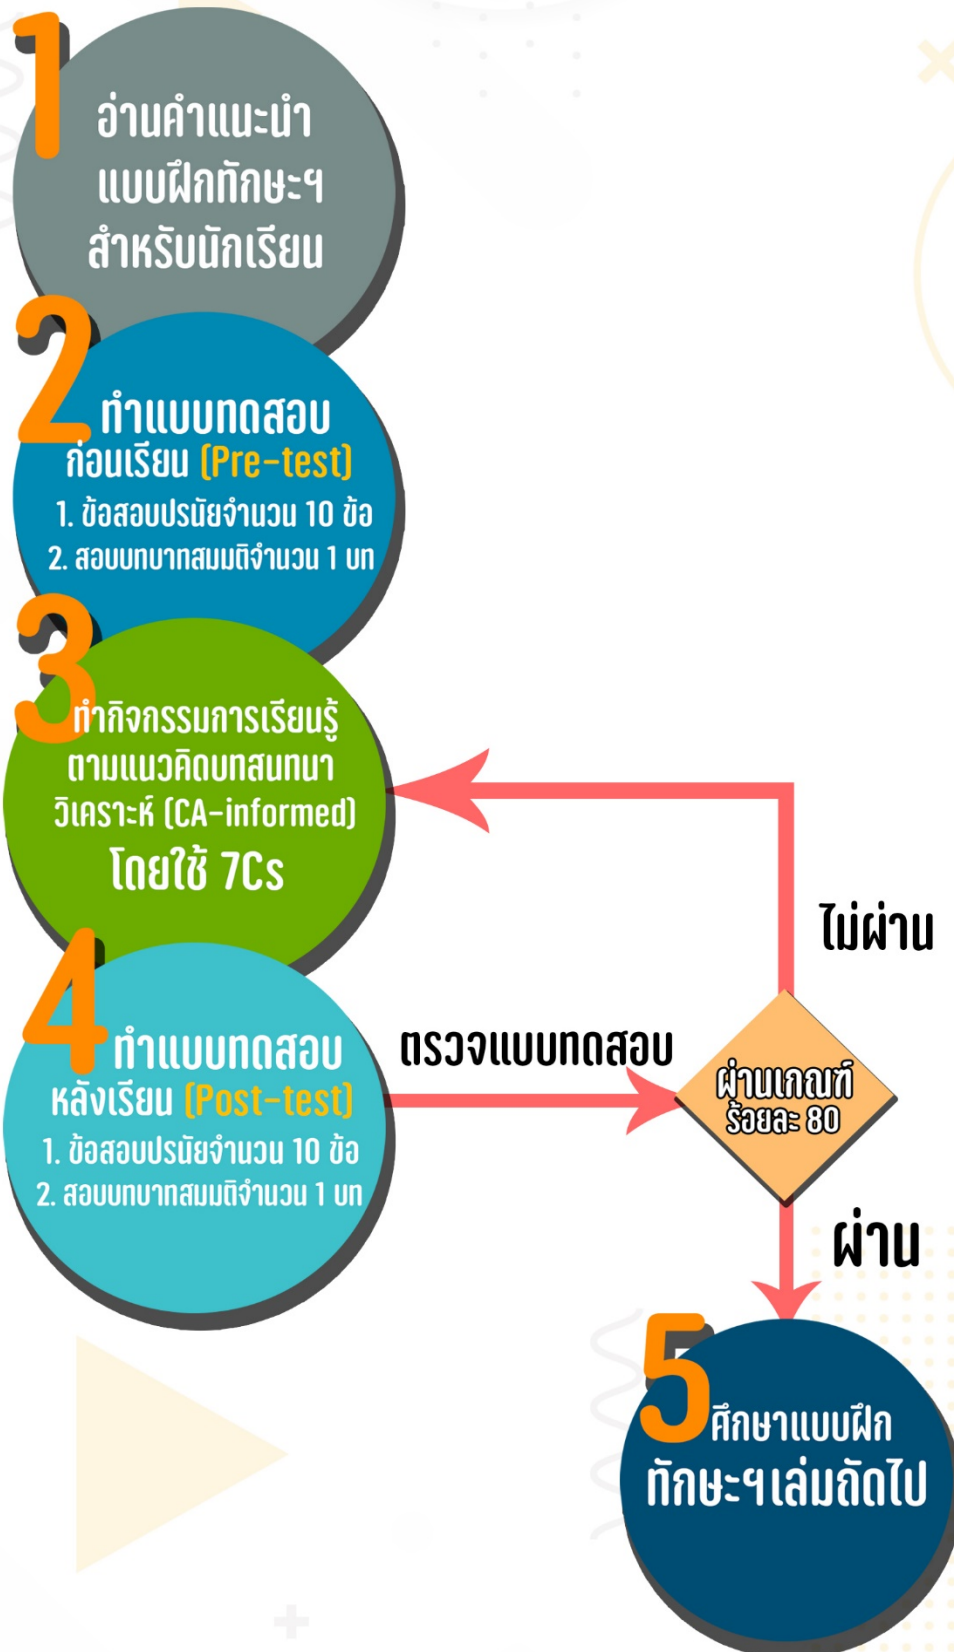 1
อ่านคำแนะนำ
แบบฝึกทักษะฯ
สำหรับนักเรียน
2
ทำแบบทดสอบ
ก่อนเรียน (Pre-test)
1. ข้อสอบปรนัยจำนวน 10 ข้อ
2. สอบบทบาทสมมติจำนวน 1 บท
3
ทำกิจกรรมการเรียนรู้
ตามแนวคิดบทสนทนา
วิเคราะห์ (CA-informed)
โดยใช้ 7Cs
4
ทำแบบทดสอบ
หลังเรียน (Post-test)
1. ข้อสอบปรนัยจำนวน 10 ข้อ
2. สอบบทบาทสมมติจำนวน 1 บท
ตรวจแบบทดสอบ
ไม่ผ่าน
ผ่านเกณฑ์
ร้อยละ 80
ผ่าน
5
ศึกษาแบบฝึก
ทักษะฯเล่มถัดไป